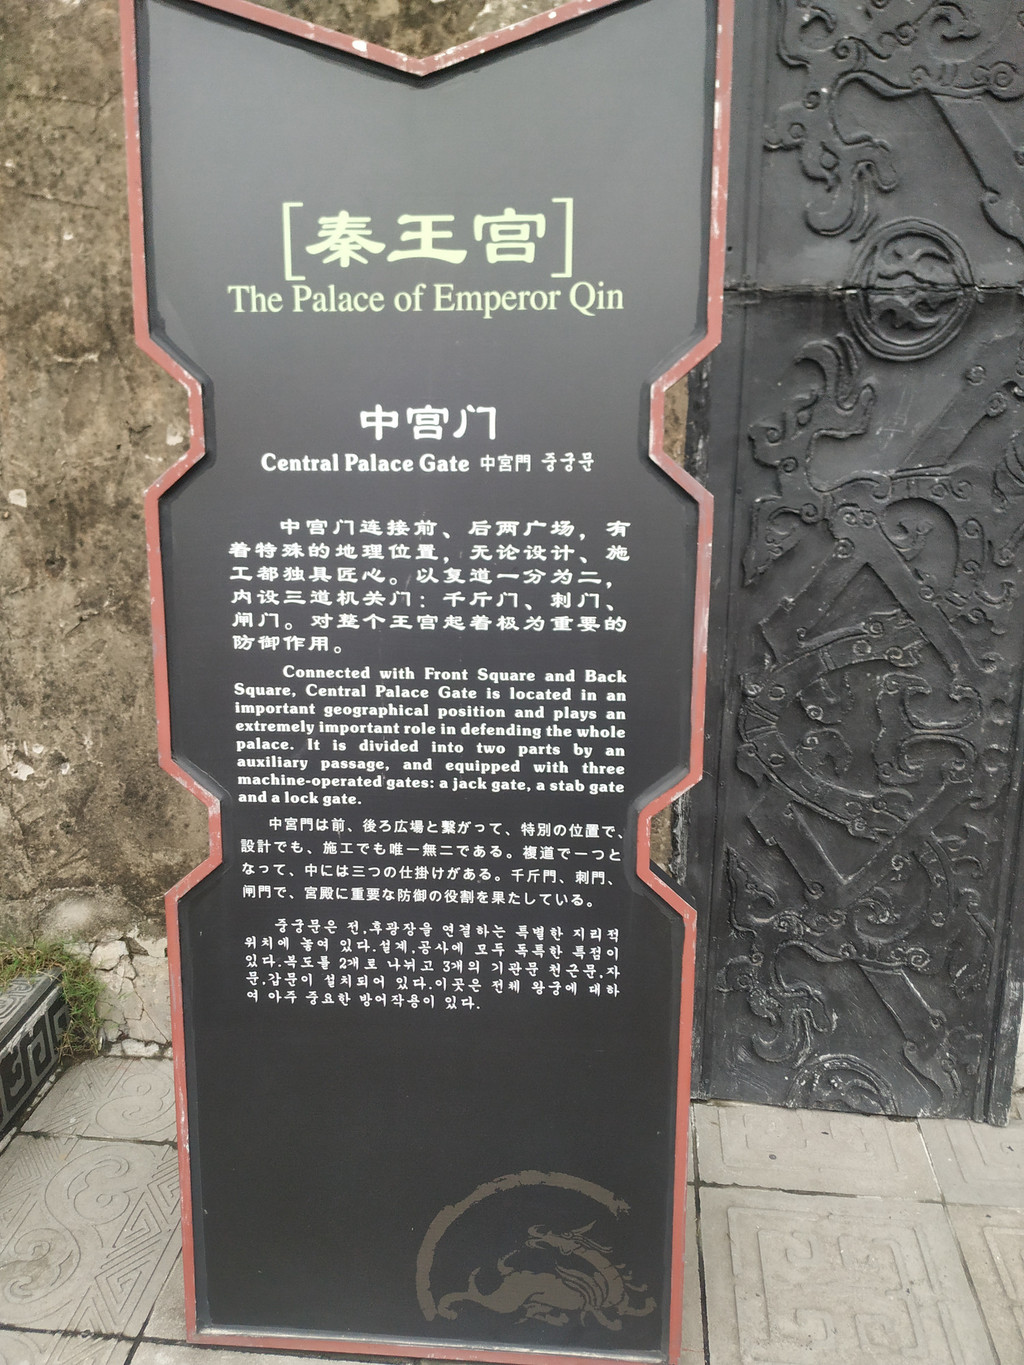 [秦王宫]
The Palace of Emperor Qin
中宫门
Central Palace Gate 中宮門 중궁문
中宫门连接前、后两广场，有
着特殊的地理位置，无论设计、施
工都独具匠心。以复道一分为二，
内设三道机关门：千斤门、刺门、
闸门。对整个王宫起着极为重要的
防御作用。
Connected with Front Square and Back
Square, Central Palace Gate is located in an
important geographical position and plays an
extremely important role in defending the whole
palace. It is divided into two parts by an
auxiliary passage, and equipped with three
machine-operated gates: a jack gate, a stab gate
and a lock gate.
中宮門は前、後ろ広場と繫がって、特別の位置で、
設計でも、施工でも唯一無二である。複道で一つと
なって、中には三つの仕掛けがある。千斤門、刺門、
閘門で、宮殿に重要な防御の役割を果たしている。
중궁문은 전,후광장을 연결하는 특별한 지리적
위치에 놓여 있다.설계,공사에 모두 독특한 특점이
있다.복도를 2개로 나뉘고 3개의 기관문 천근문,자
문,갑문이 설치되어 있다.이곳은 전체 왕궁에 대하
여 아주 중요한 방어작용이 있다.